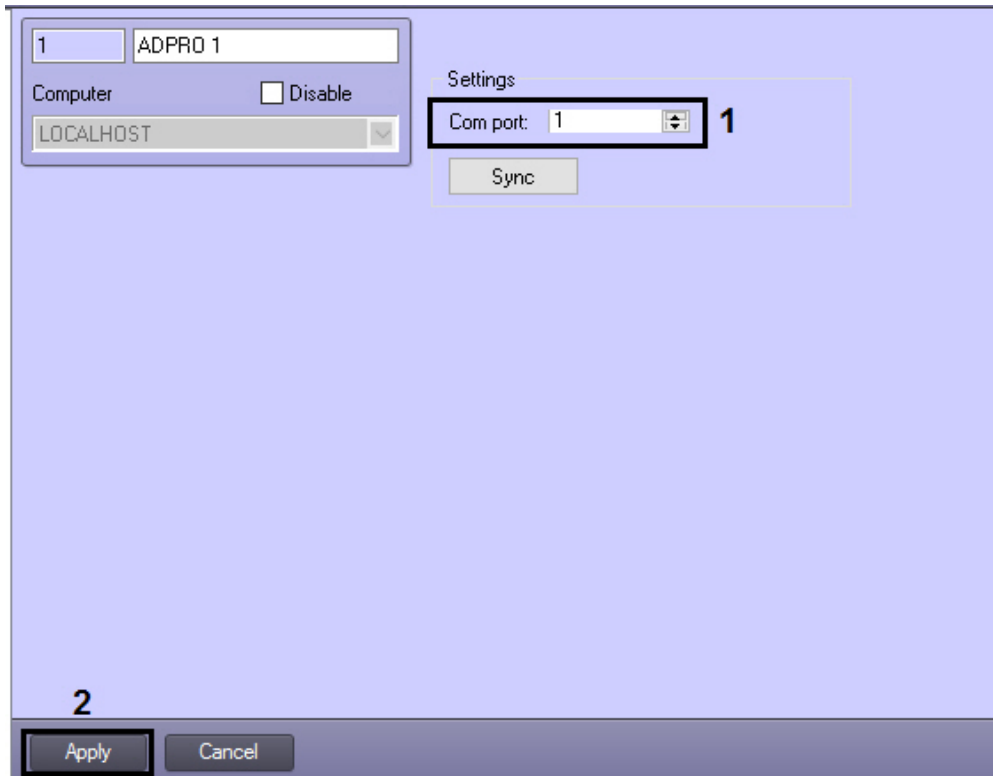 1 ADPRO 1
Computer Disable
LOCALHOST
Settings
Com port: 1 1
Sync
2
Apply Cancel